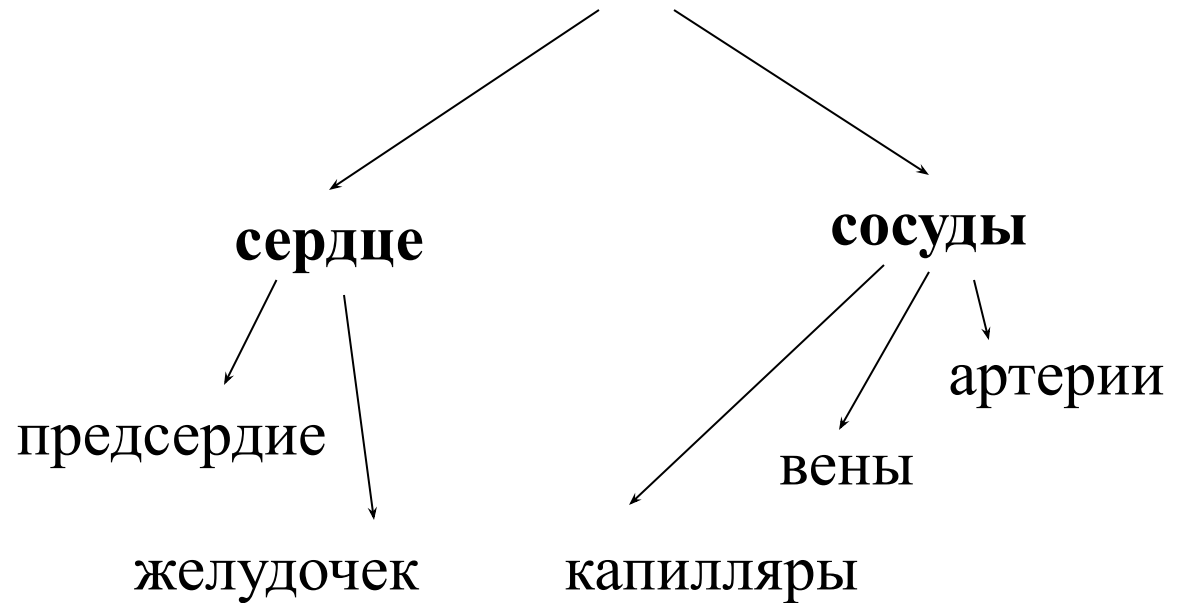 сердце
сосуды
предсердие
желудочек
капилляры
вены
артерии